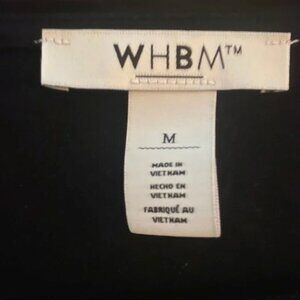 WHBM™
M
MADE IN
VIETNAM
HECHO EN
VIETNAM
FABRIQUÉ AU
VIETNAM